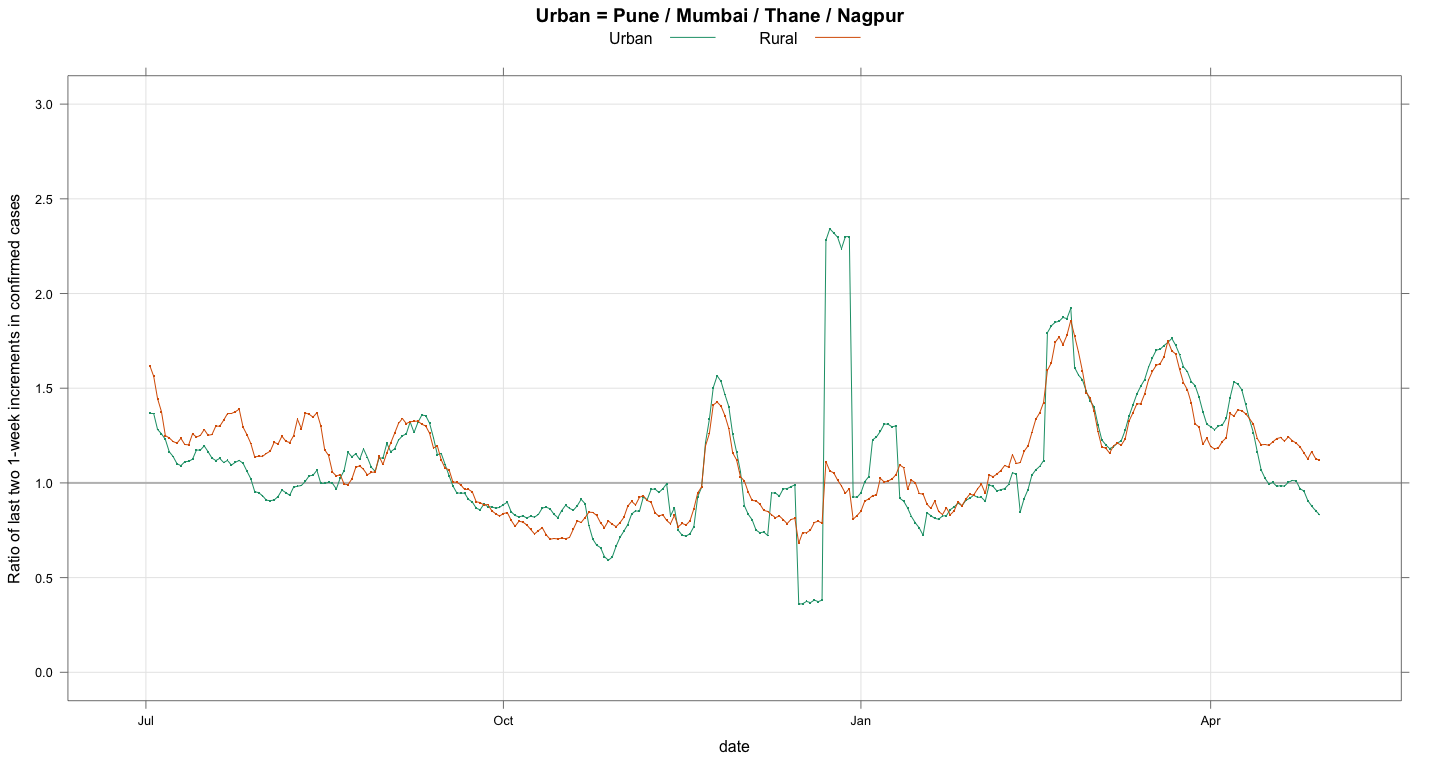 Urban = Pune / Mumbai / Thane / Nagpur
Urban Rural
Ratio of last two 1-week increments in confirmed cases
3.0
2.5
2.0
1.5
1.0
0.5
0.0
Jul Oct Jan Apr
date